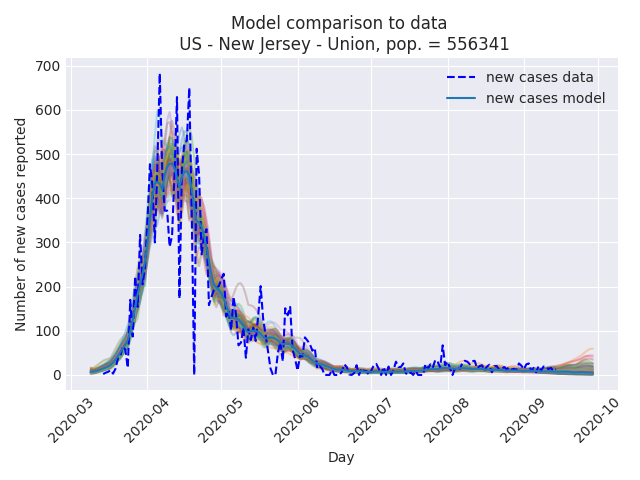 Model comparison to data
US - New Jersey - Union, pop. = 556341
700
600
500
400
300
200
100
0
Number of new cases reported
new cases data
new cases model
2020-03
2020-04
2020-05
2020-06
2020-07
2020-08
2020-09
2020-10
Day